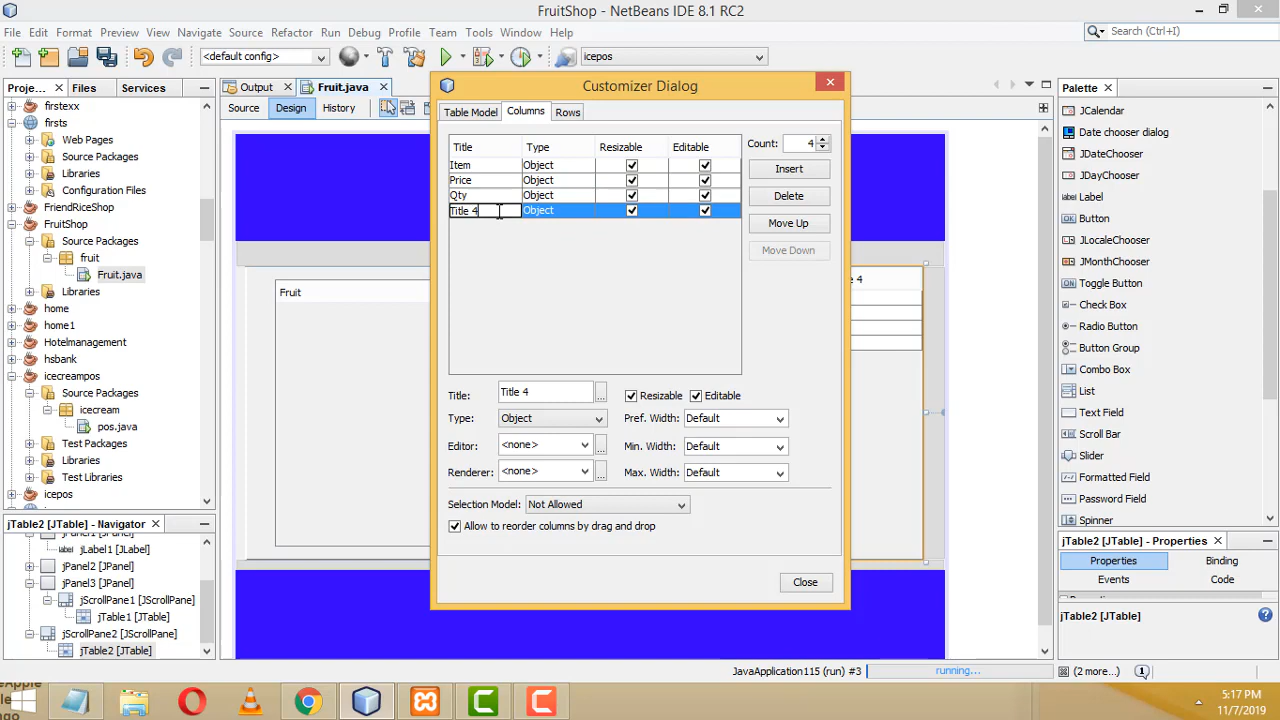 FruitShop - NetBeans IDE 8.1 RC2
File Edit Format Preview View Navigate Source Refactor Run Debug Profile Team Tools Window Help
Search (Ctrl+I)
<default config>
icepos
Proje... Files Services
Output Fruit.java
Source Design History
firstexx
firsts
Web Pages
Source Packages
Libraries
Configuration Files
FriendRiceShop
FruitShop
Source Packages
fruit
Fruit.java
Libraries
home
home1
Hotelmanagement
hsbank
icecreampos
Source Packages
icecream
pos.java
Test Packages
Libraries
Test Libraries
icepos
jTable2 [JTable] - Navigator
jPanel1 [JPanel]
jLabel1 [JLabel]
jPanel2 [JPanel]
jPanel3 [JPanel]
jScrollPane1 [JScrollPane]
jTable1 [JTable]
jScrollPane2 [JScrollPane]
jTable2 [JTable]
Fruit
e 4
Customizer Dialog
Table Model Columns Rows
Title Type Resizable Editable
Item Object
Price Object
Qty Object
Title 4 Object
Count: 4
Insert
Delete
Move Up
Move Down
Title: Title 4 ... Resizable Editable
Type: Object Pref. Width: Default
Editor: <none> ... Min. Width: Default
Renderer: <none> ... Max. Width: Default
Selection Model: Not Allowed
Allow to reorder columns by drag and drop
Close
Palette
JCalendar
Date chooser dialog
JDateChooser
JDayChooser
Label
Button
JLocaleChooser
JMonthChooser
Toggle Button
Check Box
Radio Button
Button Group
Combo Box
List
Text Field
Scroll Bar
Slider
Formatted Field
Password Field
Spinner
jTable2 [JTable] - Properties
Properties Binding
Events Code
jTable2 [JTable]
JavaApplication115 (run) #3 running... (2 more...) 1
5:17 PM
11/7/2019